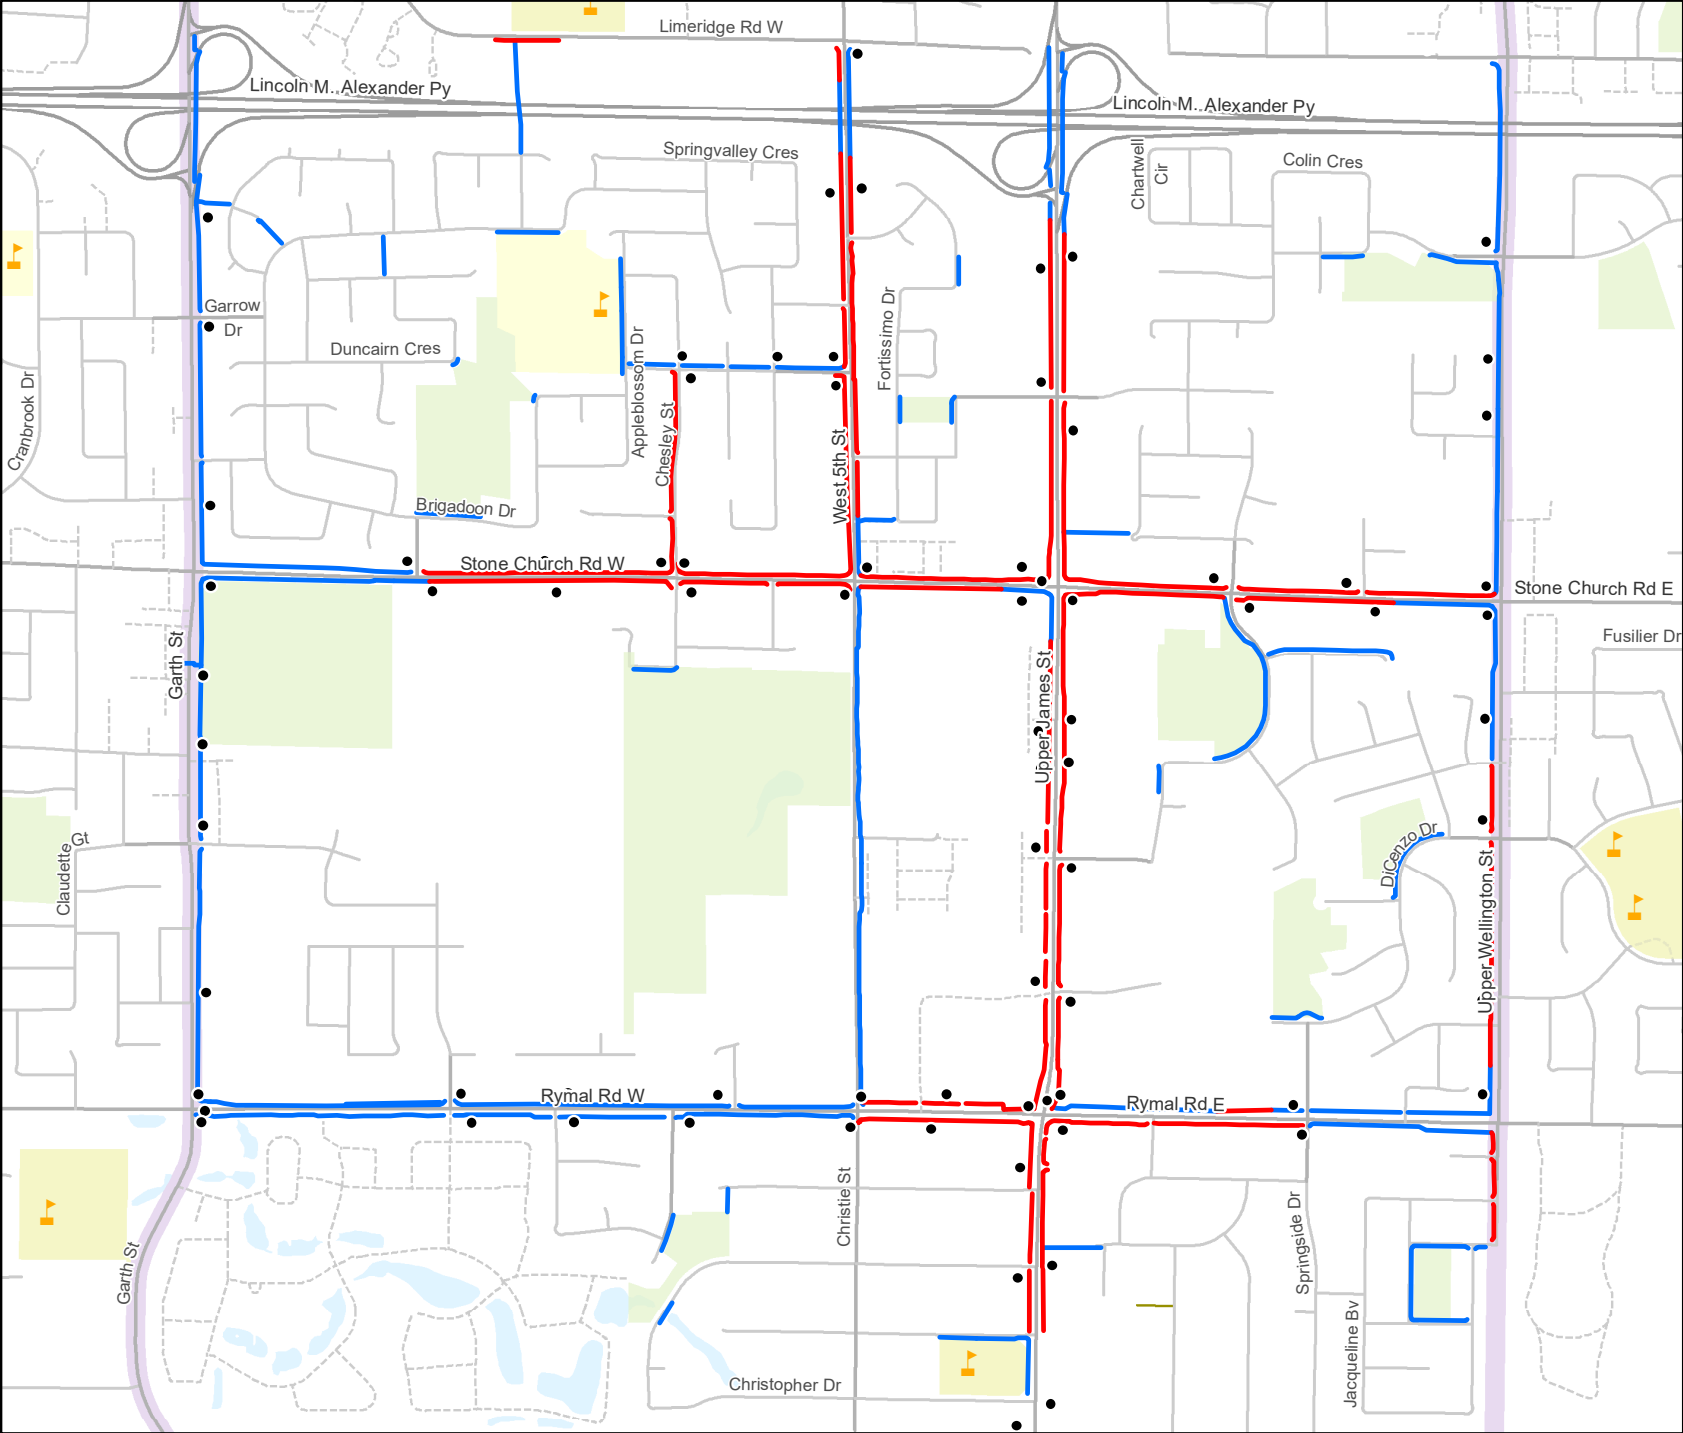 Limeridge Rd W
Lincoln M. Alexander Py
Lincoln M. Alexander Py
Springvalley Cres
Chartwell
Cir
Colin Cres
Garrow
Dr
Duncairn Cres
Cranbrook Dr
Appleblossom Dr
Chesley St
Fortissimo Dr
West 5th St
Brigadoon Dr
Stone Church Rd W
Stone Church Rd E
Fusilier Dr
Garth St
Upper James St
Claudette Gt
DiCenzo Dr
Upper Wellington St
Rymal Rd W
Rymal Rd E
Christie St
Springside Dr
Garth St
Jacqueline Bv
Christopher Dr